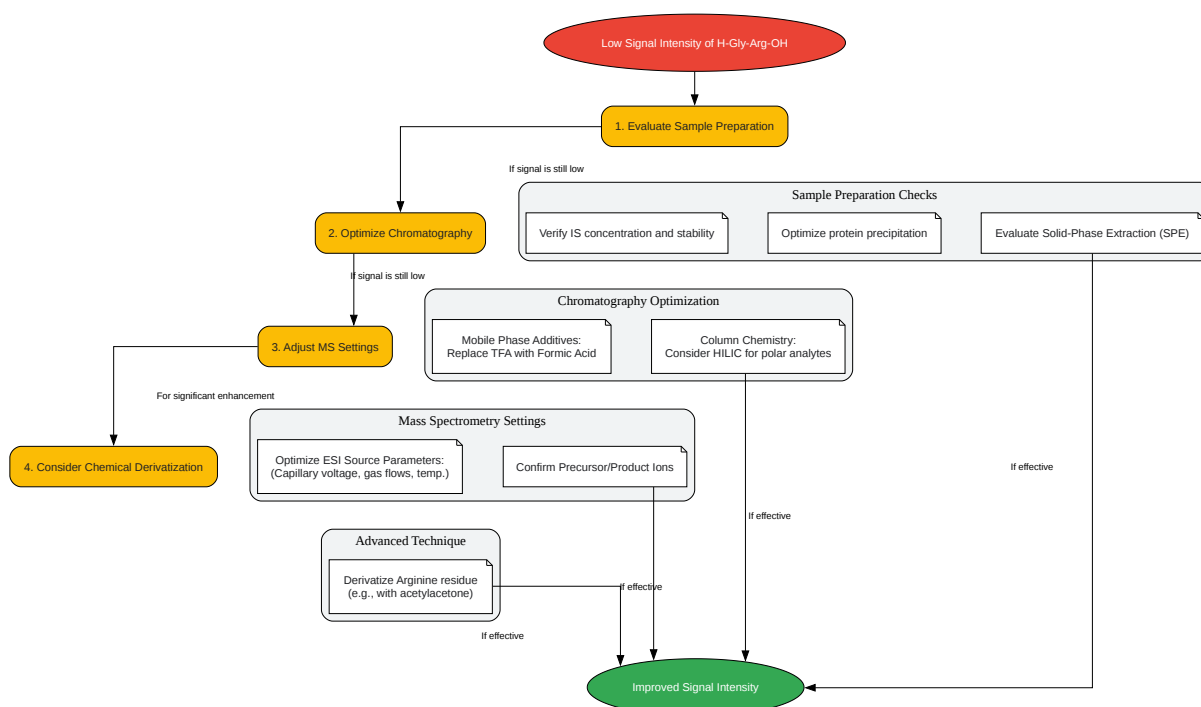 Low Signal Intensity of H-Gly-Arg-OH
1. Evaluate Sample Preparation
If signal is still low
Sample Preparation Checks
Verify IS concentration and stability
Optimize protein precipitation
Evaluate Solid-Phase Extraction (SPE)
2. Optimize Chromatography
If signal is still low
Chromatography Optimization
Mobile Phase Additives:
Replace TFA with Formic Acid
Column Chemistry:
Consider HILIC for polar analytes
3. Adjust MS Settings
For significant enhancement
Mass Spectrometry Settings
Optimize ESI Source Parameters:
(Capillary voltage, gas flows, temp.)
Confirm Precursor/Product Ions
4. Consider Chemical Derivatization
If effective
If effective
Advanced Technique
Derivatize Arginine residue
(e.g., with acetylacetone)
If effective
If effective
Improved Signal Intensity